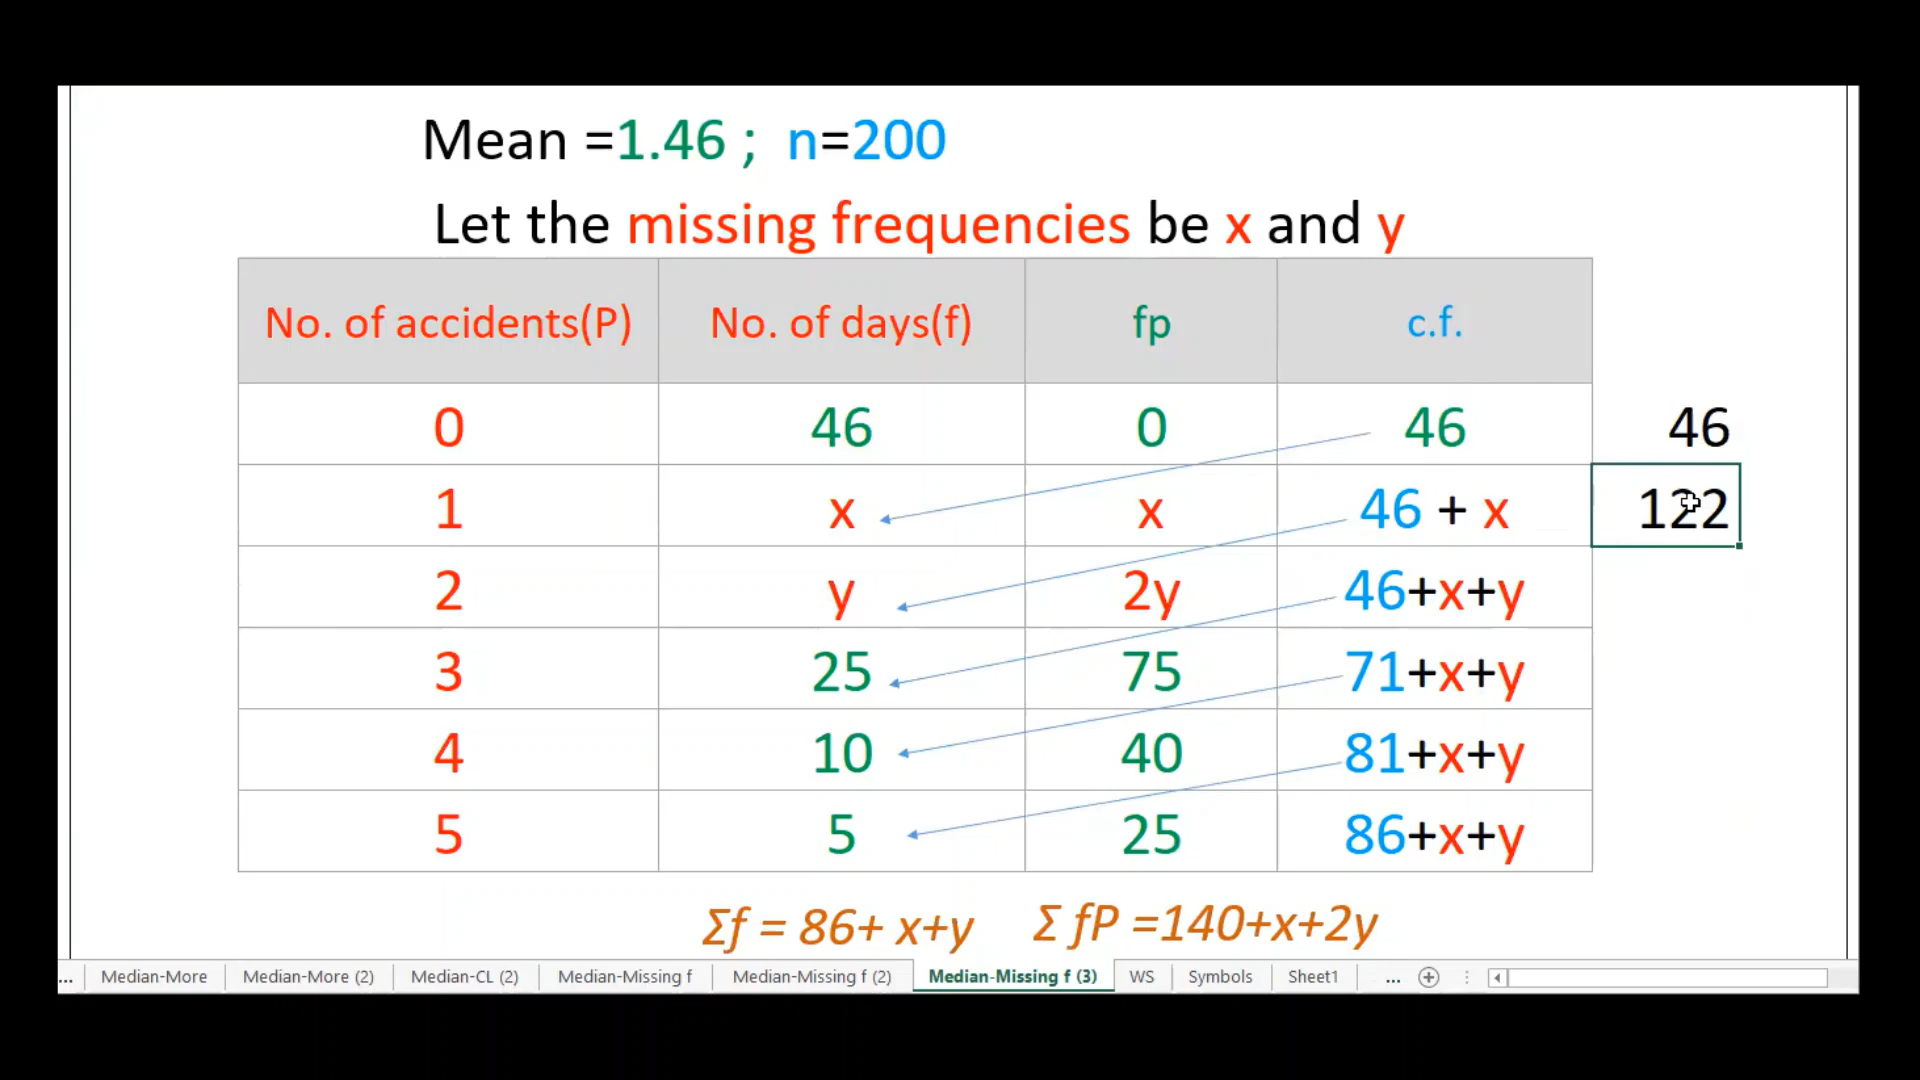 Mean =1.46 ; n=200
Let the missing frequencies be x and y
No. of accidents(P) No. of days(f) fp c.f.
0 46 0 46 46
1 x x 46 + x 122
2 y 2y 46+x+y
3 25 75 71+x+y
4 10 40 81+x+y
5 5 25 86+x+y
Σf = 86+ x+y Σ fP =140+x+2y
... Median-More Median-More (2) Median-CL (2) Median-Missing f Median-Missing f (2) Median-Missing f (3) WS Symbols Sheet1 ...